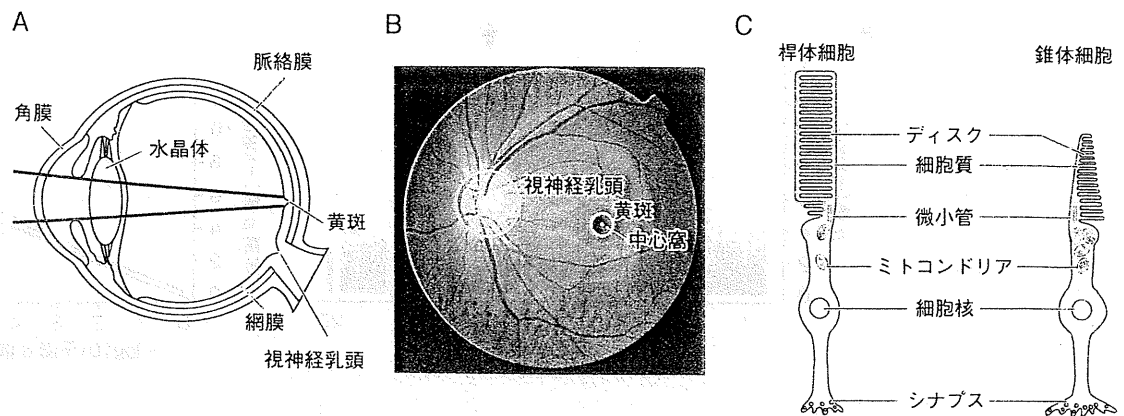 A
脈絡膜
角膜
水晶体
黄斑
網膜
視神経乳頭
B
視神経乳頭
黄斑
中心窩
C
桿体細胞
錐体細胞
ディスク
細胞質
微小管
ミトコンドリア
細胞核
シナプス